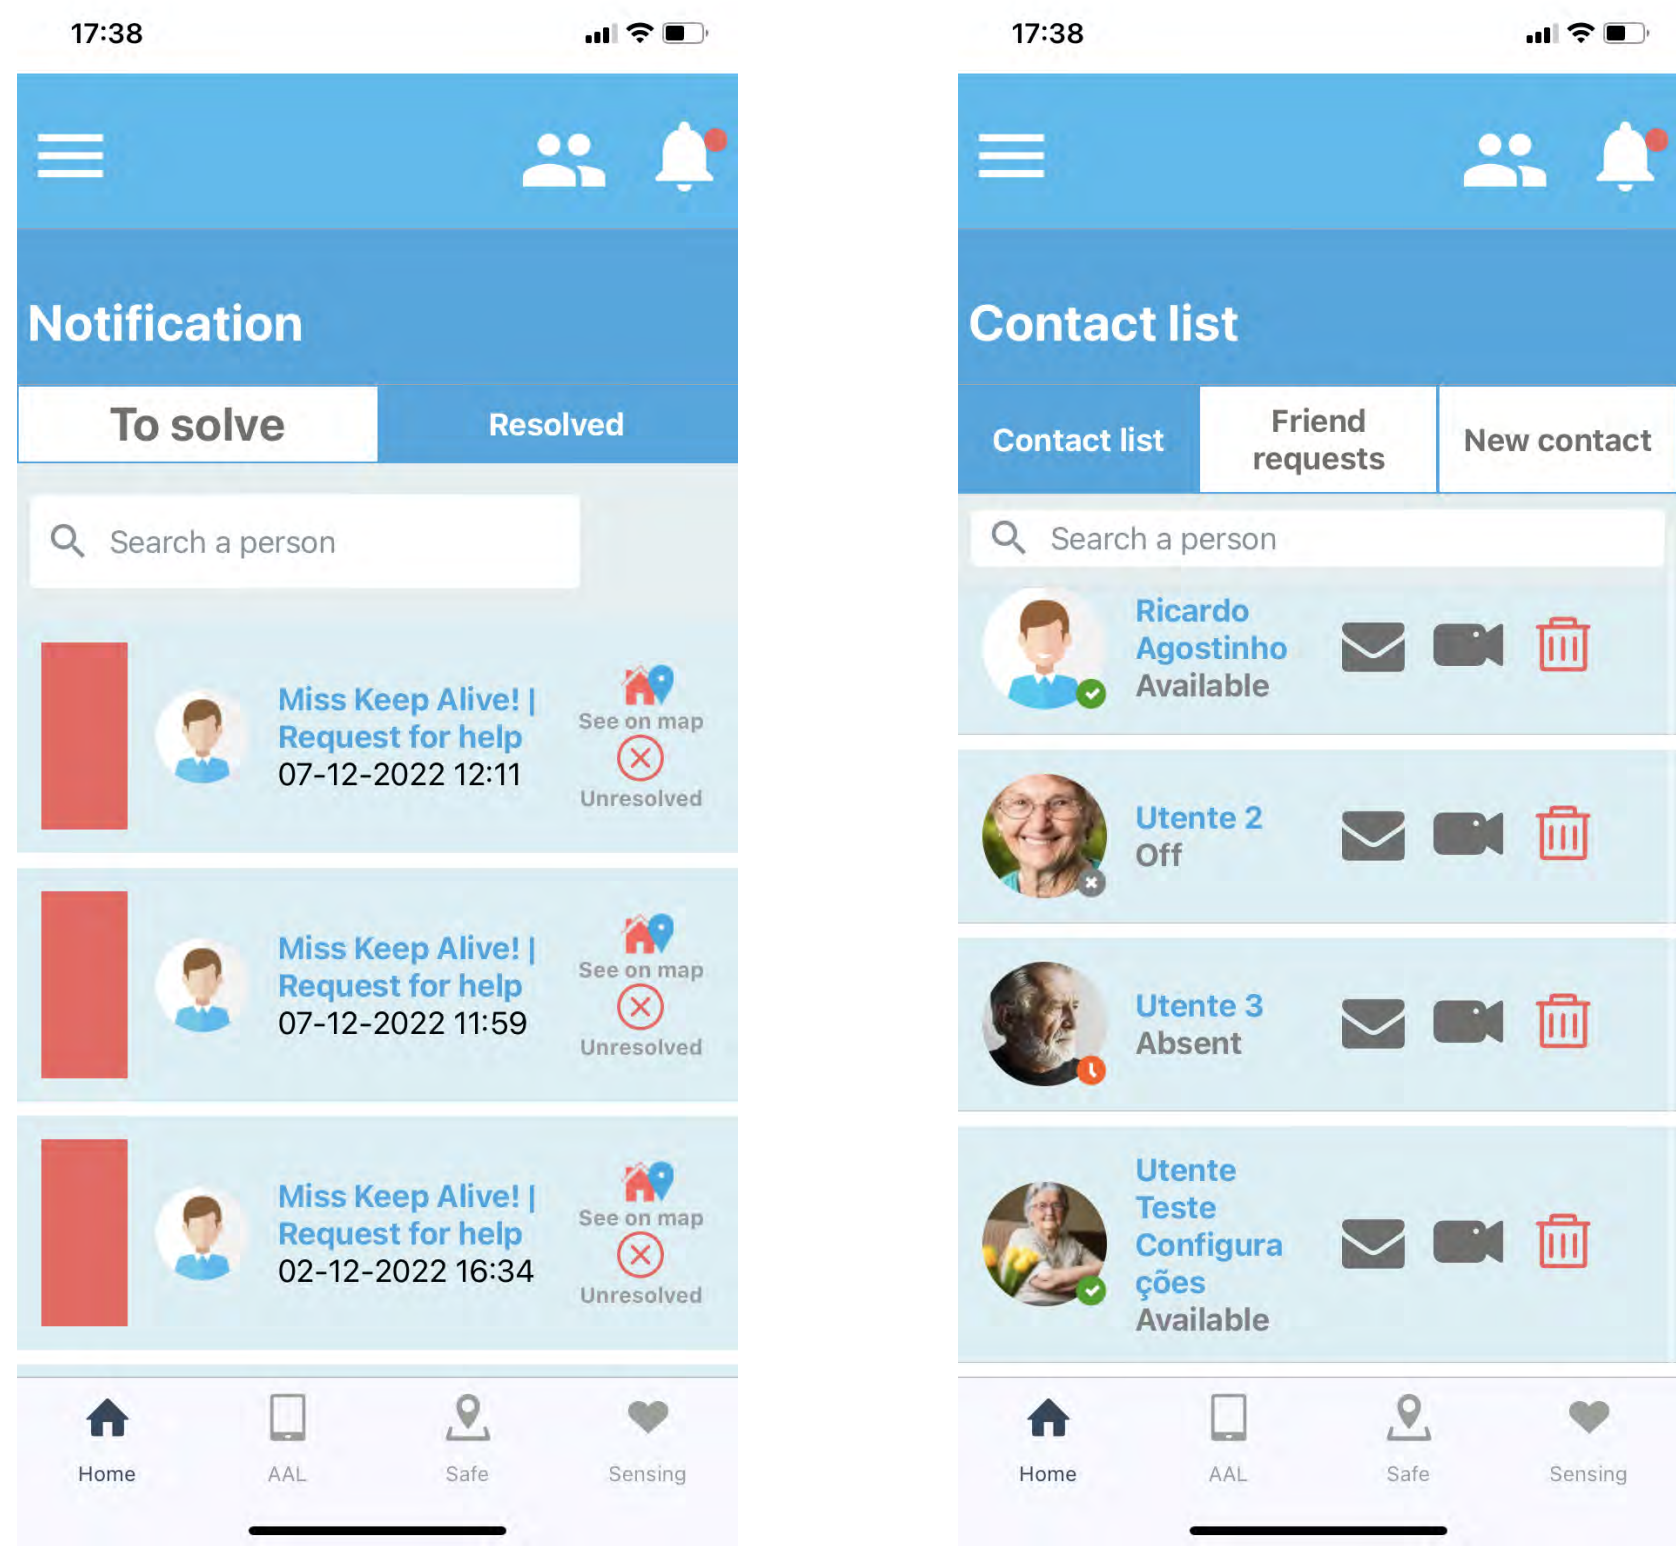 17:38
Notification
To solve
Resolved
Search a person
Miss Keep Alive! |
Request for help
07-12-2022 12:11
See on map
Unresolved
Miss Keep Alive! |
Request for help
07-12-2022 11:59
See on map
Unresolved
Miss Keep Alive! |
Request for help
02-12-2022 16:34
See on map
Unresolved
Home
AAL
Safe
Sensing
17:38
Contact list
Contact list
Friend
requests
New contact
Search a person
Ricardo
Agostinho
Available
Utente 2
Off
Utente 3
Absent
Utente
Teste
Configura
ções
Available
Home
AAL
Safe
Sensing